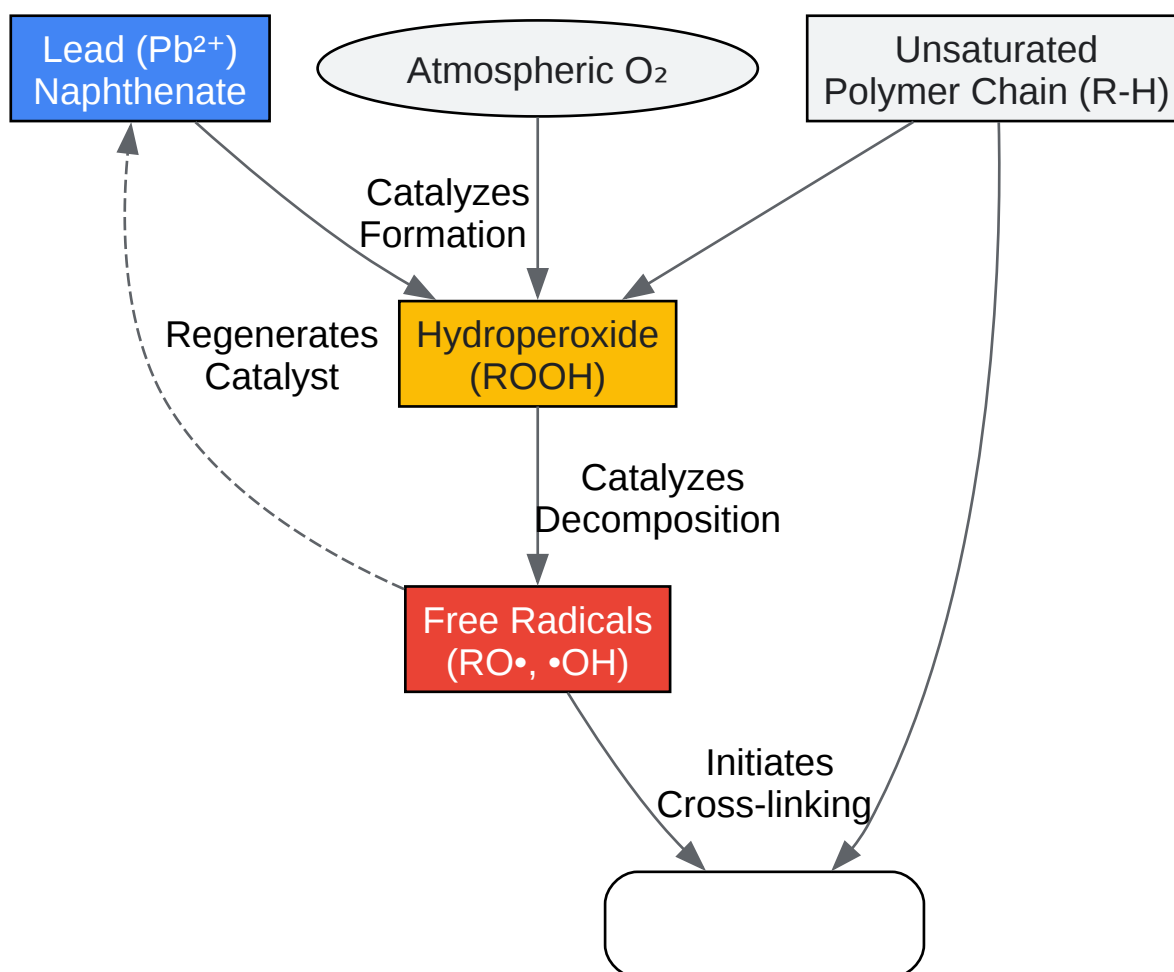 Lead (Pb²⁺)
Naphthenate
Atmospheric O₂
Unsaturated
Polymer Chain (R-H)
Catalyzes
Formation
Regenerates
Catalyst
Hydroperoxide
(ROOH)
Catalyzes
Decomposition
Free Radicals
(RO•, •OH)
Initiates
Cross-linking